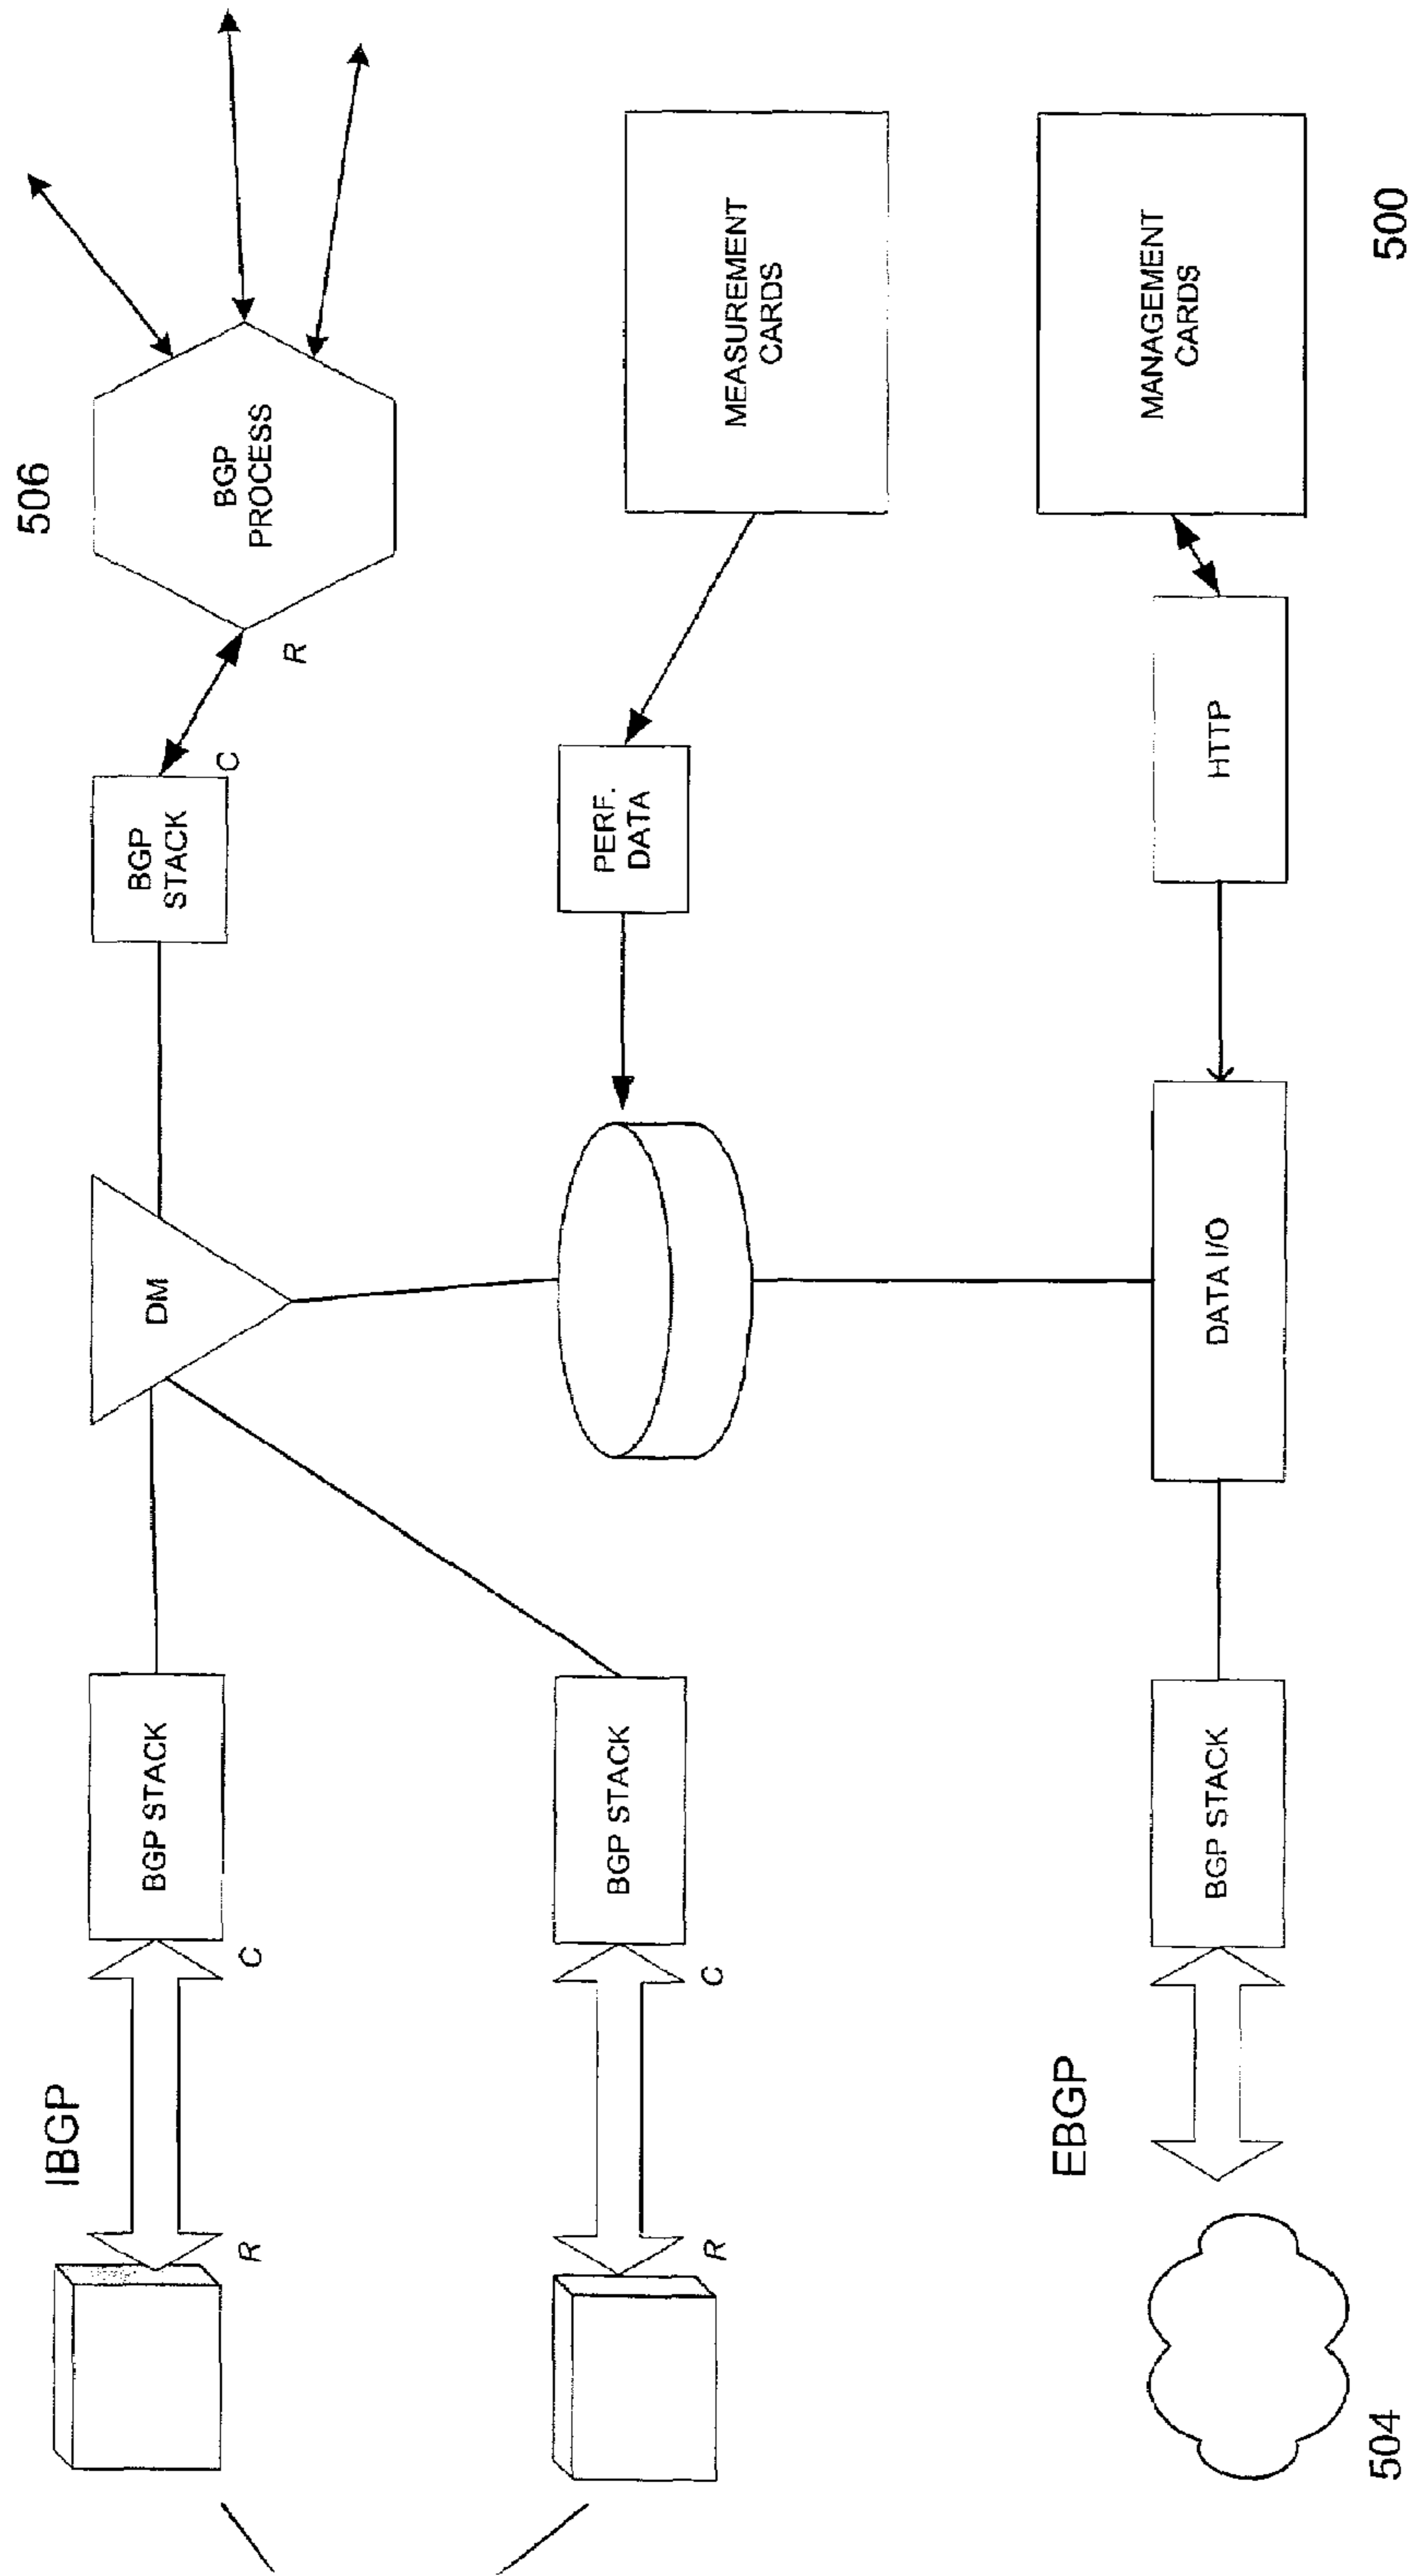 506
BGP
PROCESS
R
C
BGP
STACK
DM
IBGP
BGP STACK
C
R
MEASUREMENT
CARDS
PERF.
DATA
BGP STACK
C
R
MANAGEMENT
CARDS
HTTP
DATA I/O
BGP STACK
EBGP
500
504